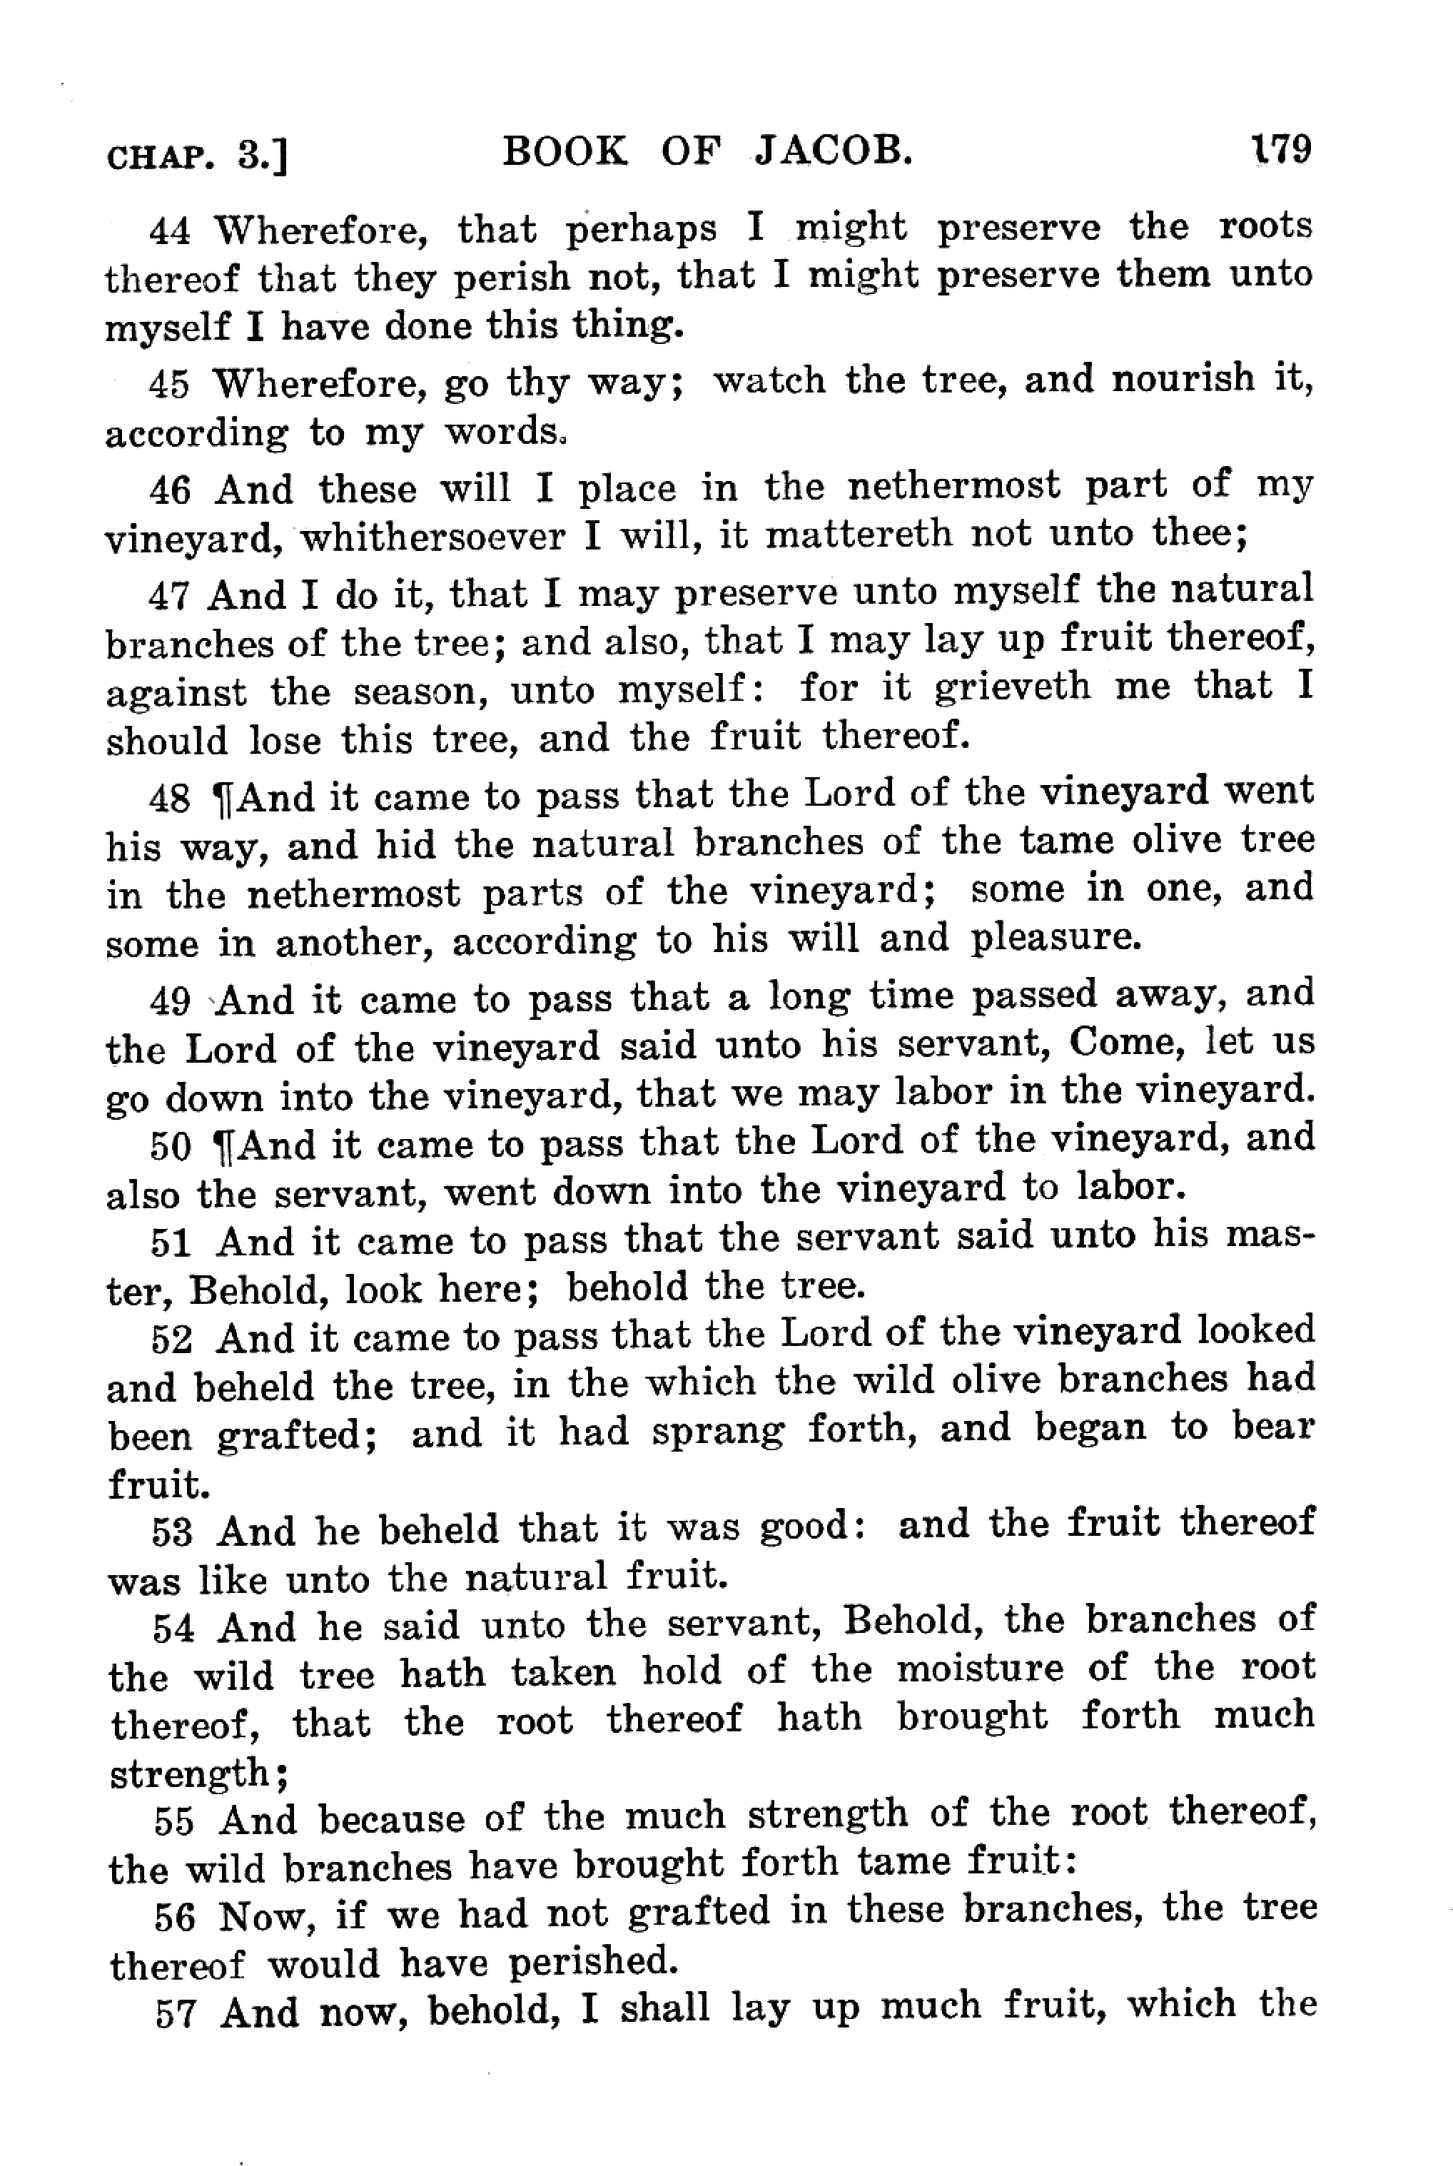 CHAP. 3.] BOOK OF JACOB. 179
44 Wherefore, that perhaps I might preserve the roots
thereof that they perish not, that I might preserve them unto
myself I have done this thing.
45 Wherefore, go thy way; watch the tree, and nourish it,
according to my words.
46 And these will I place in the nethermost part of my
vineyard, whithersoever I will, it mattereth not unto thee;
47 And I do it, that I may preserve unto myself the natural
branches of the tree; and also, that I may lay up fruit thereof,
against the season, unto myself: for it grieveth me that I
should lose this tree, and the fruit thereof.
48 ¶And it came to pass that the Lord of the vineyard went
his way, and hid the natural branches of the tame olive tree
in the nethermost parts of the vineyard; some in one, and
some in another, according to his will and pleasure.
49 And it came to pass that a long time passed away, and
the Lord of the vineyard said unto his servant, Come, let us
go down into the vineyard, that we may labor in the vineyard.
50 ¶And it came to pass that the Lord of the vineyard, and
also the servant, went down into the vineyard to labor.
51 And it came to pass that the servant said unto his mas-
ter, Behold, look here; behold the tree.
52 And it came to pass that the Lord of the vineyard looked
and beheld the tree, in the which the wild olive branches had
been grafted; and it had sprang forth, and began to bear
fruit.
53 And he beheld that it was good: and the fruit thereof
was like unto the natural fruit.
54 And he said unto the servant, Behold, the branches of
the wild tree hath taken hold of the moisture of the root
thereof, that the root thereof hath brought forth much
strength;
55 And because of the much strength of the root thereof,
the wild branches have brought forth tame fruit:
56 Now, if we had not grafted in these branches, the tree
thereof would have perished.
57 And now, behold, I shall lay up much fruit, which the